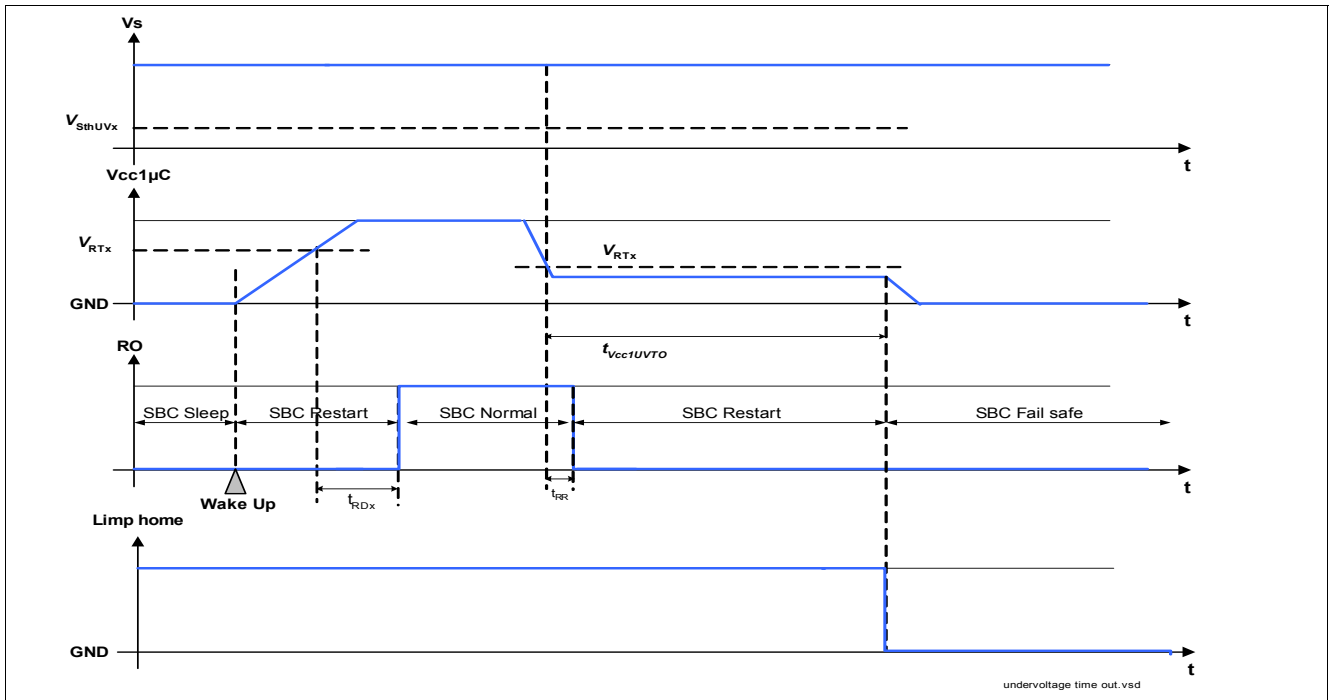 Vs
VSthUVx
t
Vcc1µC
VRTx
VRTx
GND
t
tVcc1UVTO
RO
SBC Sleep
SBC Restart
SBC Normal
SBC Restart
SBC Fail safe
t
Wake Up
tRDx
tRR
Limp home
GND
t
undervoltage time out.vsd